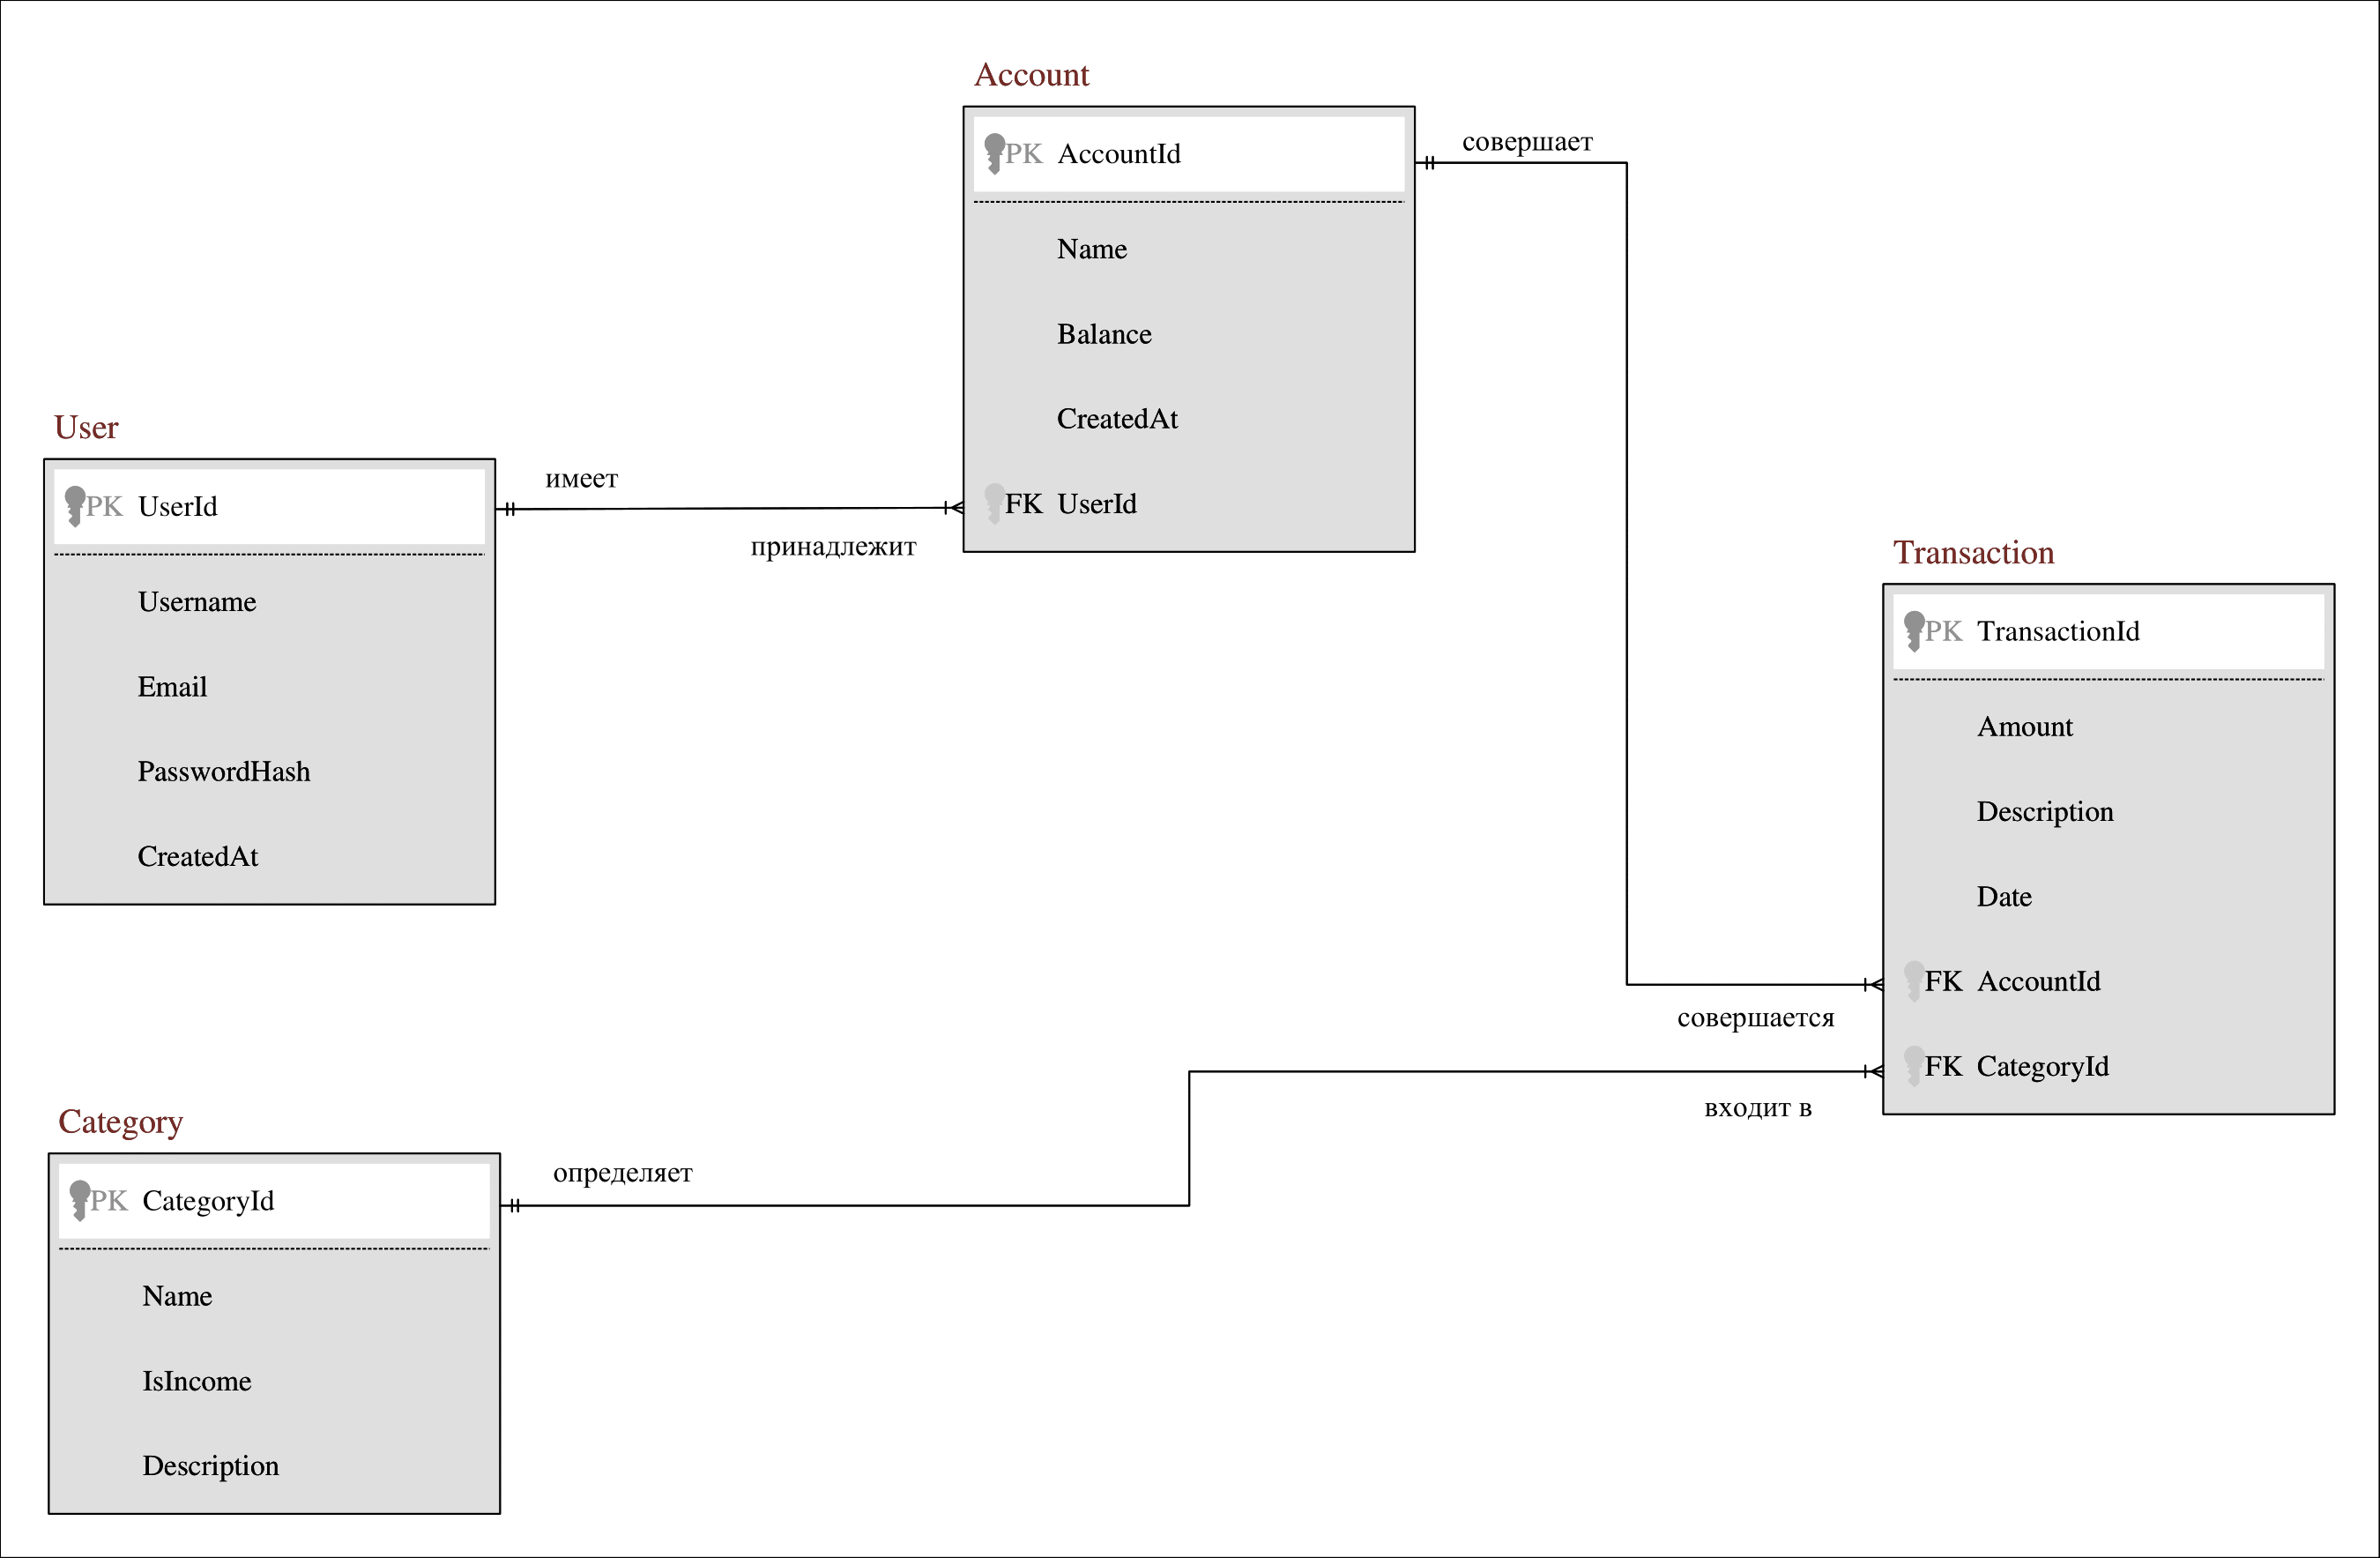 Account
PK AccountId
Name
Balance
CreatedAt
FK UserId
совершает
User
PK UserId
Username
Email
PasswordHash
CreatedAt
имеет
принадлежит
Transaction
PK TransactionId
Amount
Description
Date
FK AccountId
FK CategoryId
совершается
входит в
Category
PK CategoryId
Name
IsIncome
Description
определяет